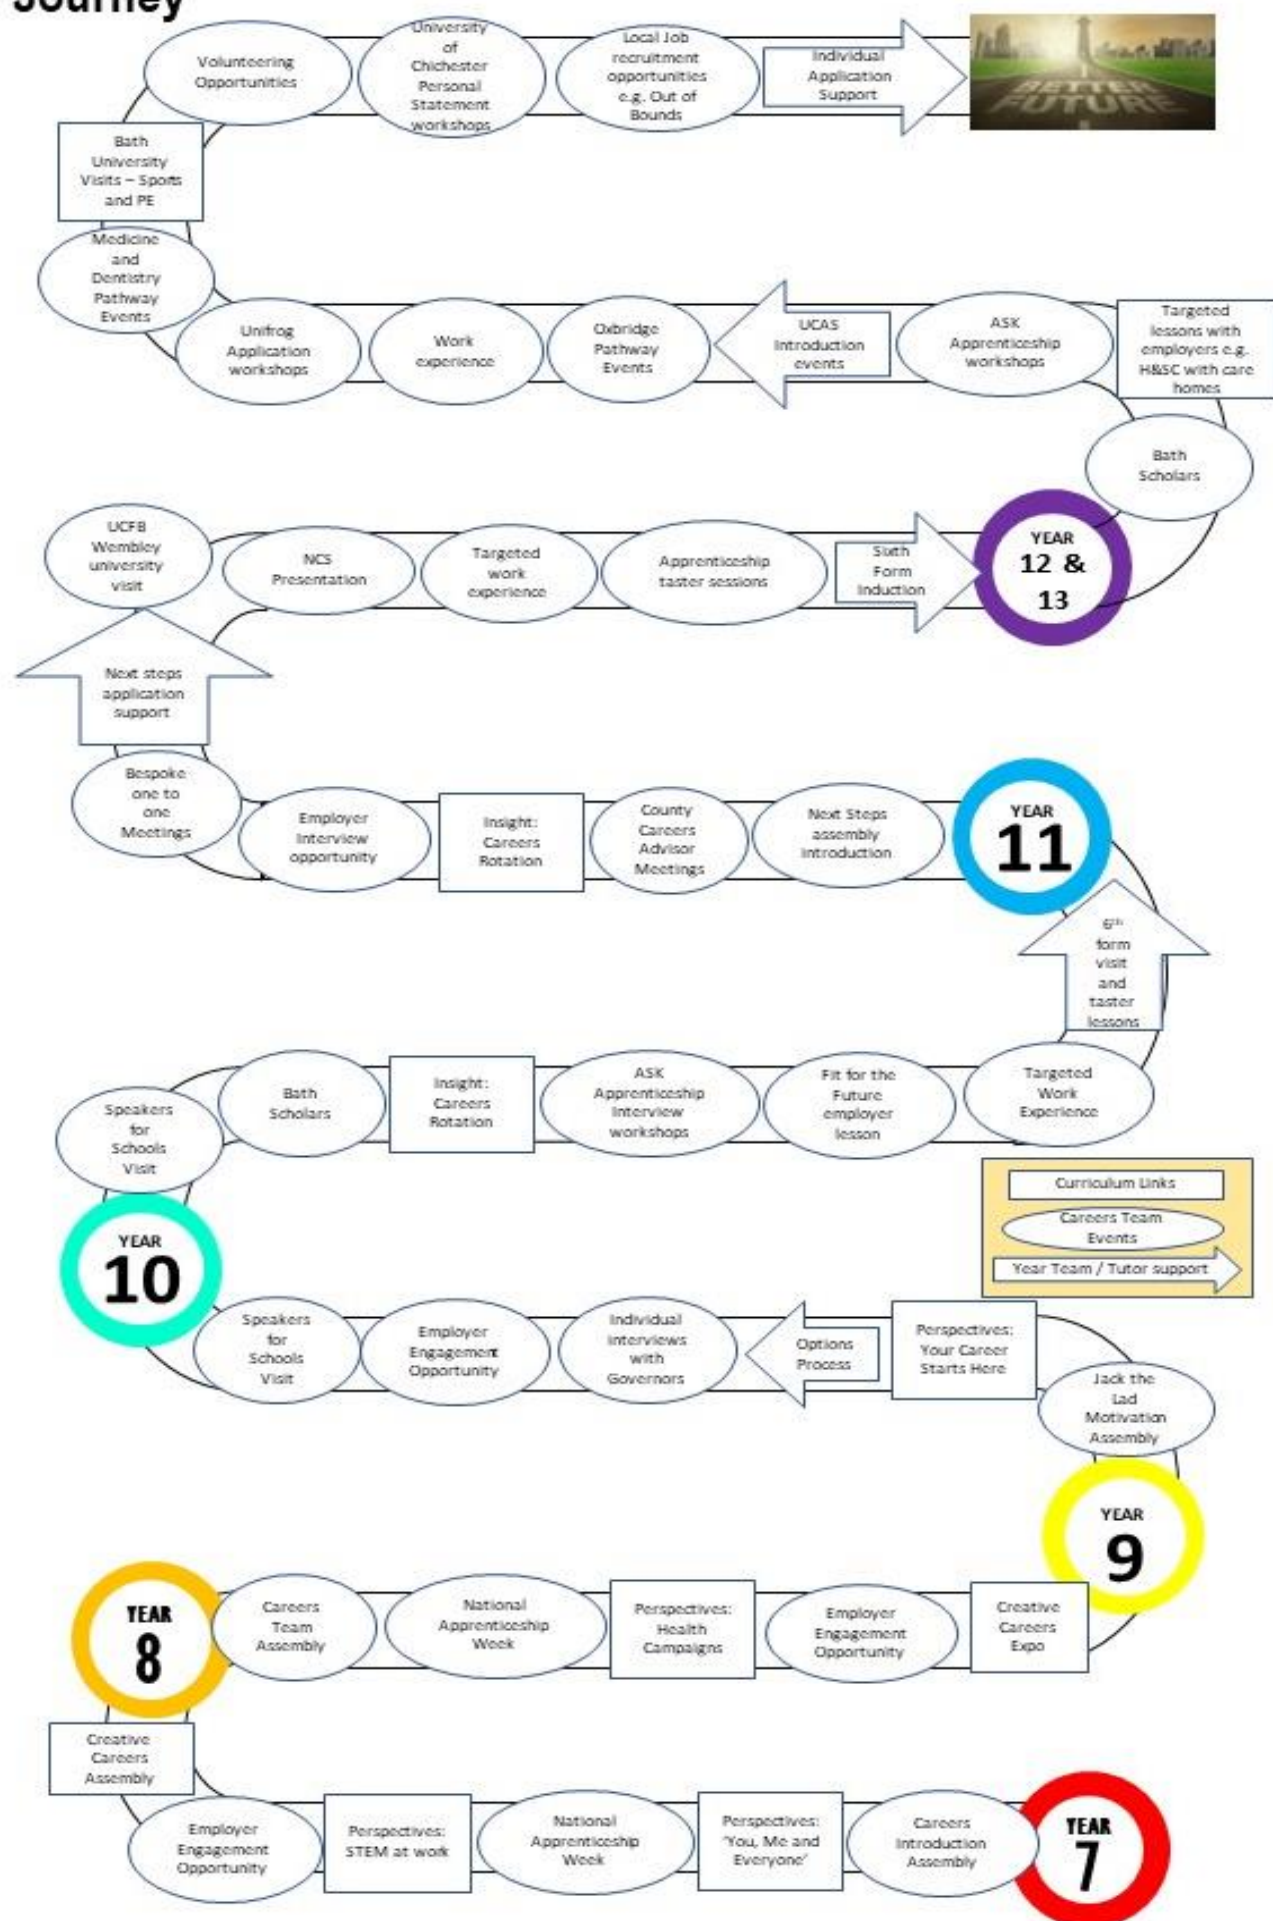 Journey
Volunteering
Opportunities
University
of
Chichester
Personal
Statement
workshops
Local Job
recruitment
opportunities
e.g. Out of
Bounds
Individual
Application
Support
BETTER
FUTURE
Bath
University
Visits – Sports
and PE
Medicine
and
Dentistry
Pathway
Events
Unifrog
Application
workshops
Work
experience
Oxbridge
Pathway
Events
UCAS
Introduction
events
ASK
Apprenticeship
workshops
Targeted
lessons with
employers e.g.
H&SC with care
homes
Bath
Scholars
UCFB
Wembley
university
visit
NCS
Presentation
Targeted
work
experience
Apprenticeship
taster sessions
Sixth
Form
Induction
YEAR
12 &
13
Next steps
application
support
Bespoke
one to
one
Meetings
Employer
Interview
opportunity
Insight:
Careers
Rotation
County
Careers
Advisor
Meetings
Next Steps
assembly
Introduction
YEAR
11
6th
form
visit
and
taster
lessons
Speakers
for
Schools
Visit
Bath
Scholars
Insight:
Careers
Rotation
ASK
Apprenticeship
Interview
workshops
Fit for the
Future
employer
lesson
Targeted
Work
Experience
Curriculum Links
Careers Team
Events
Year Team / Tutor support
YEAR
10
Speakers
for
Schools
Visit
Employer
Engagement
Opportunity
Individual
Interviews
with
Governors
Options
Process
Perspectives:
Your Career
Starts Here
Jack the
Lad
Motivation
Assembly
YEAR
9
YEAR
8
Careers
Team
Assembly
National
Apprenticeship
Week
Perspectives:
Health
Campaigns
Employer
Engagement
Opportunity
Creative
Careers
Expo
Creative
Careers
Assembly
Employer
Engagement
Opportunity
Perspectives:
STEM at work
National
Apprenticeship
Week
Perspectives:
'You, Me and
Everyone'
Careers
Introduction
Assembly
YEAR
7